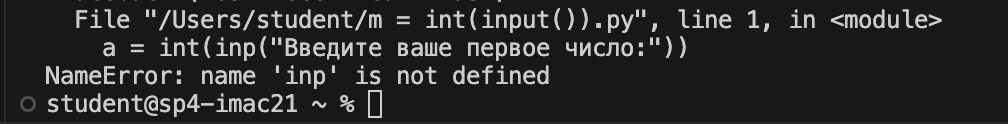 File "/Users/student/m = int(input()).py", line 1, in <module>
a = int(inp("Введите ваше первое число:"))
NameError: name 'inp' is not defined
student@sp4-imac21 ~ %